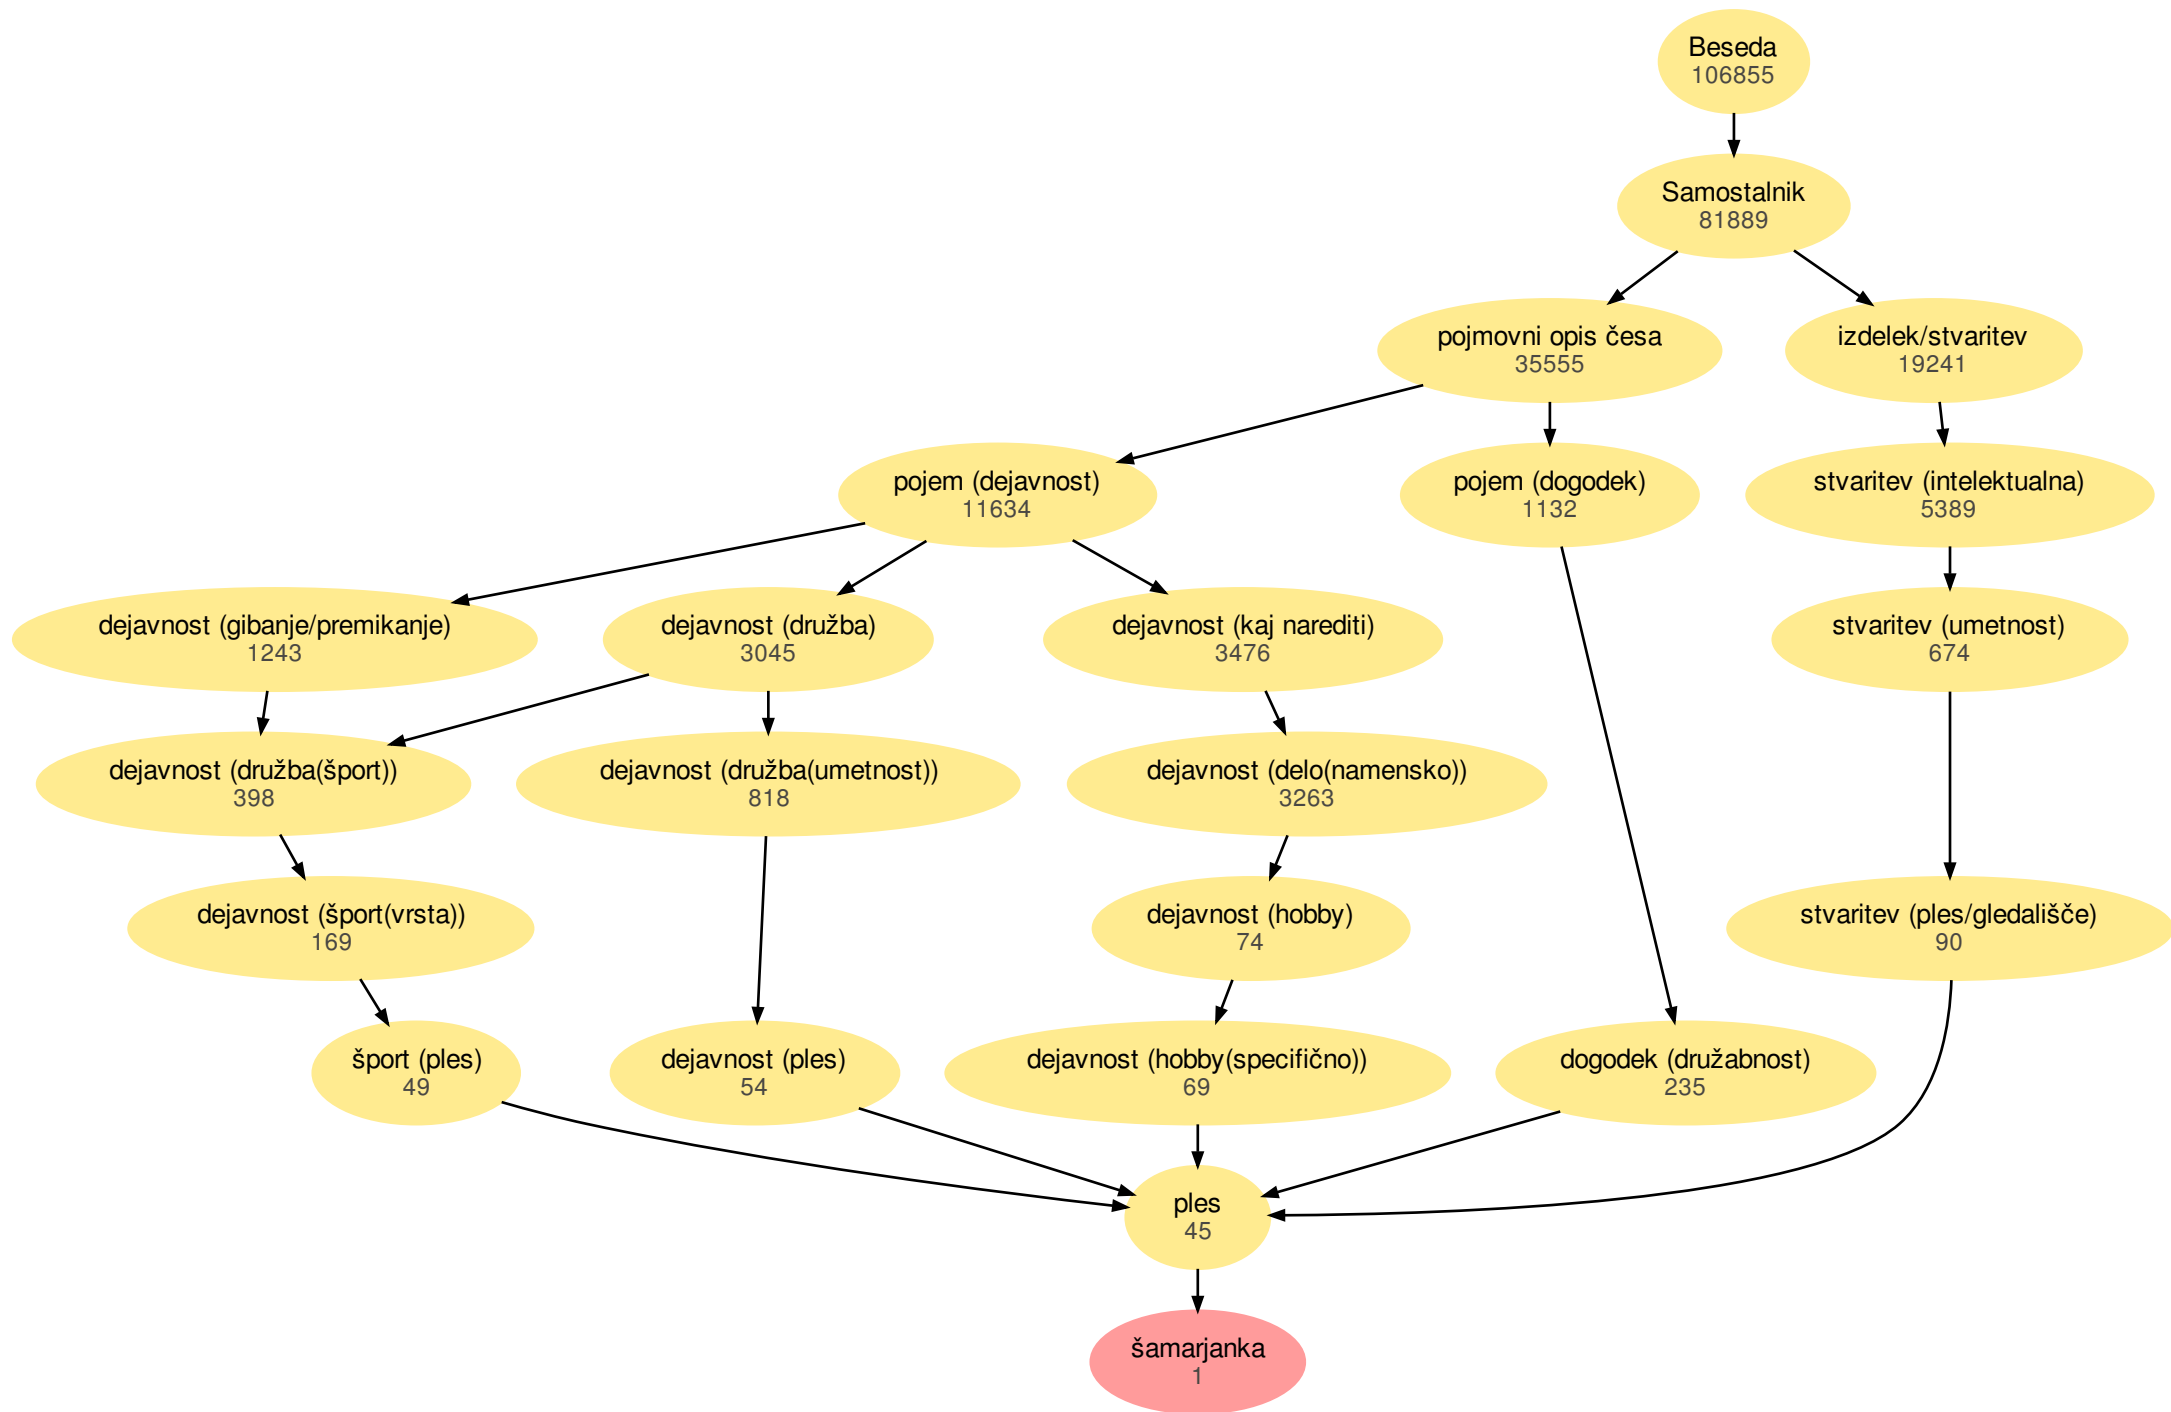 Beseda
106855
Samostalnik
81889
pojmovni opis česa
35555
izdelek/stvaritev
19241
pojem (dejavnost)
11634
pojem (dogodek)
1132
stvaritev (intelektualna)
5389
dejavnost (gibanje/premikanje)
1243
dejavnost (družba)
3045
dejavnost (kaj narediti)
3476
stvaritev (umetnost)
674
dejavnost (družba(šport))
398
dejavnost (družba(umetnost))
818
dejavnost (delo(namensko))
3263
dejavnost (šport(vrsta))
169
dejavnost (hobby)
74
stvaritev (ples/gledališče)
90
šport (ples)
49
dejavnost (ples)
54
dejavnost (hobby(specifično))
69
dogodek (družabnost)
235
ples
45
šamarjanka
1